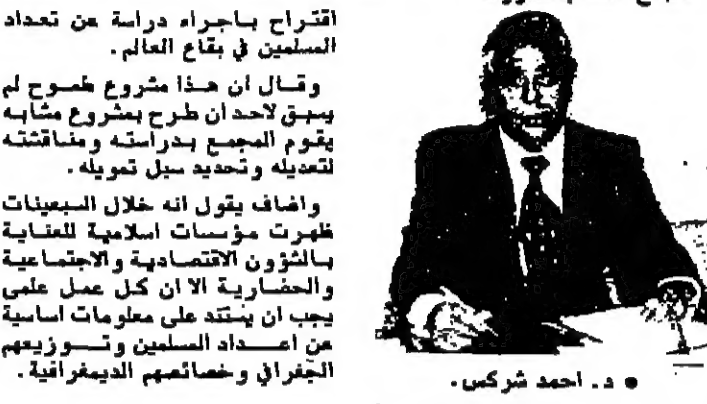 اقتراح باجراء دراسة عن تعداد
المسلمين في بقاع العالم.
وقال ان هذا مشروع طموح لم
يسبق لاحد ان طرح بمشروع مشابه
يقوم المجمع بدراسته ومناقشته
لتعديله وتحديد سبل تمويله.
واضاف يقول انه خلال السبعينات
ظهرت مؤسسات اسلامية للعناية
بالشؤون الاقتصادية والاجتماعية
والحضارية الا ان كل عمل علمى
يجب ان يستند على معلومات اساسية
عن اعداد المسلمين وتوزيعهم
الجغرافي وخصائصهم الديمغرافية.
● د. احمد شركس.